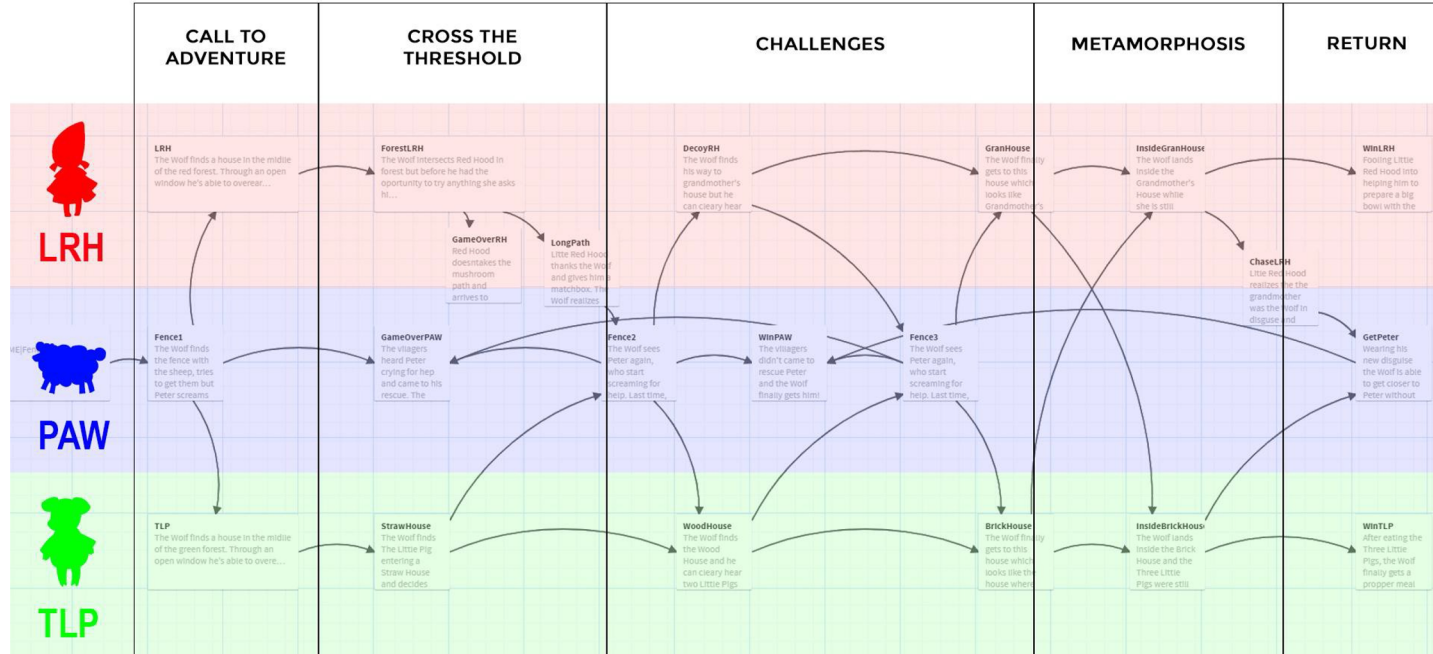 CALL TO
ADVENTURE
CROSS THE
THRESHOLD
CHALLENGES
METAMORPHOSIS
RETURN
LRH
LRH
The Wolf finds a house in the midlle
of the red forest. Through an open
window he's able to overear...
ForestLRH
The Wolf intersects Red Hood in
forest but before he had the
oportunity to try anything she asks
hi...
GameOverRH
Red Hood
doesntakes the
mushroom
path and
arrives to
LongPath
Litle Red Hood
thanks the Wolf
and gives him a
matchbox. The
Wolf realizes
DecoyRH
The Wolf finds
his way to
grandmother's
house but he
can cleary hear
GranHouse
The Wolf finally
gets to this
house which
looks like
Grandmother's
InsideGranHouse
The Wolf lands
inside the
Grandmother's
House while
she is still
ChaseLRH
Litle Red Hood
realizes the the
grandmother
was the Wolf in
disguse and
WinLRH
Fooling Little
Red Hood into
helping him to
prepare a big
bowl with the
PAW
Fence1
The Wolf finds
the fence with
the sheep, tries
to get them but
Peter screams
GameOverPAW
The villagers
heard Peter
crying for hep
and came to his
rescue. The
Fence2
The Wolf sees
Peter again,
who start
screaming for
help. Last time,
WinPAW
The villagers
didn't came to
rescue Peter
and the Wolf
finally gets him!
Fence3
The Wolf sees
Peter again,
who start
screaming for
help. Last time,
GetPeter
Wearing his
new disguise
the Wolf is able
to get closer to
Peter without
TLP
TLP
The Wolf finds a house in the midlle
of the green forest. Through an
open window he's able to overe...
StrawHouse
The Wolf finds
The Little Pig
entering a
Straw House
and decides
WoodHouse
The Wolf finds
the Wood
House and he
can cleary hear
two Little Pigs
BrickHouse
The Wolf finally
gets to this
house which
looks like the
house where
InsideBrickHouse
The Wolf lands
inside the Brick
House and the
Three Little
Pigs were still
WinTLP
After eating the
Three Little
Pigs, the Wolf
finally gets a
propper meal